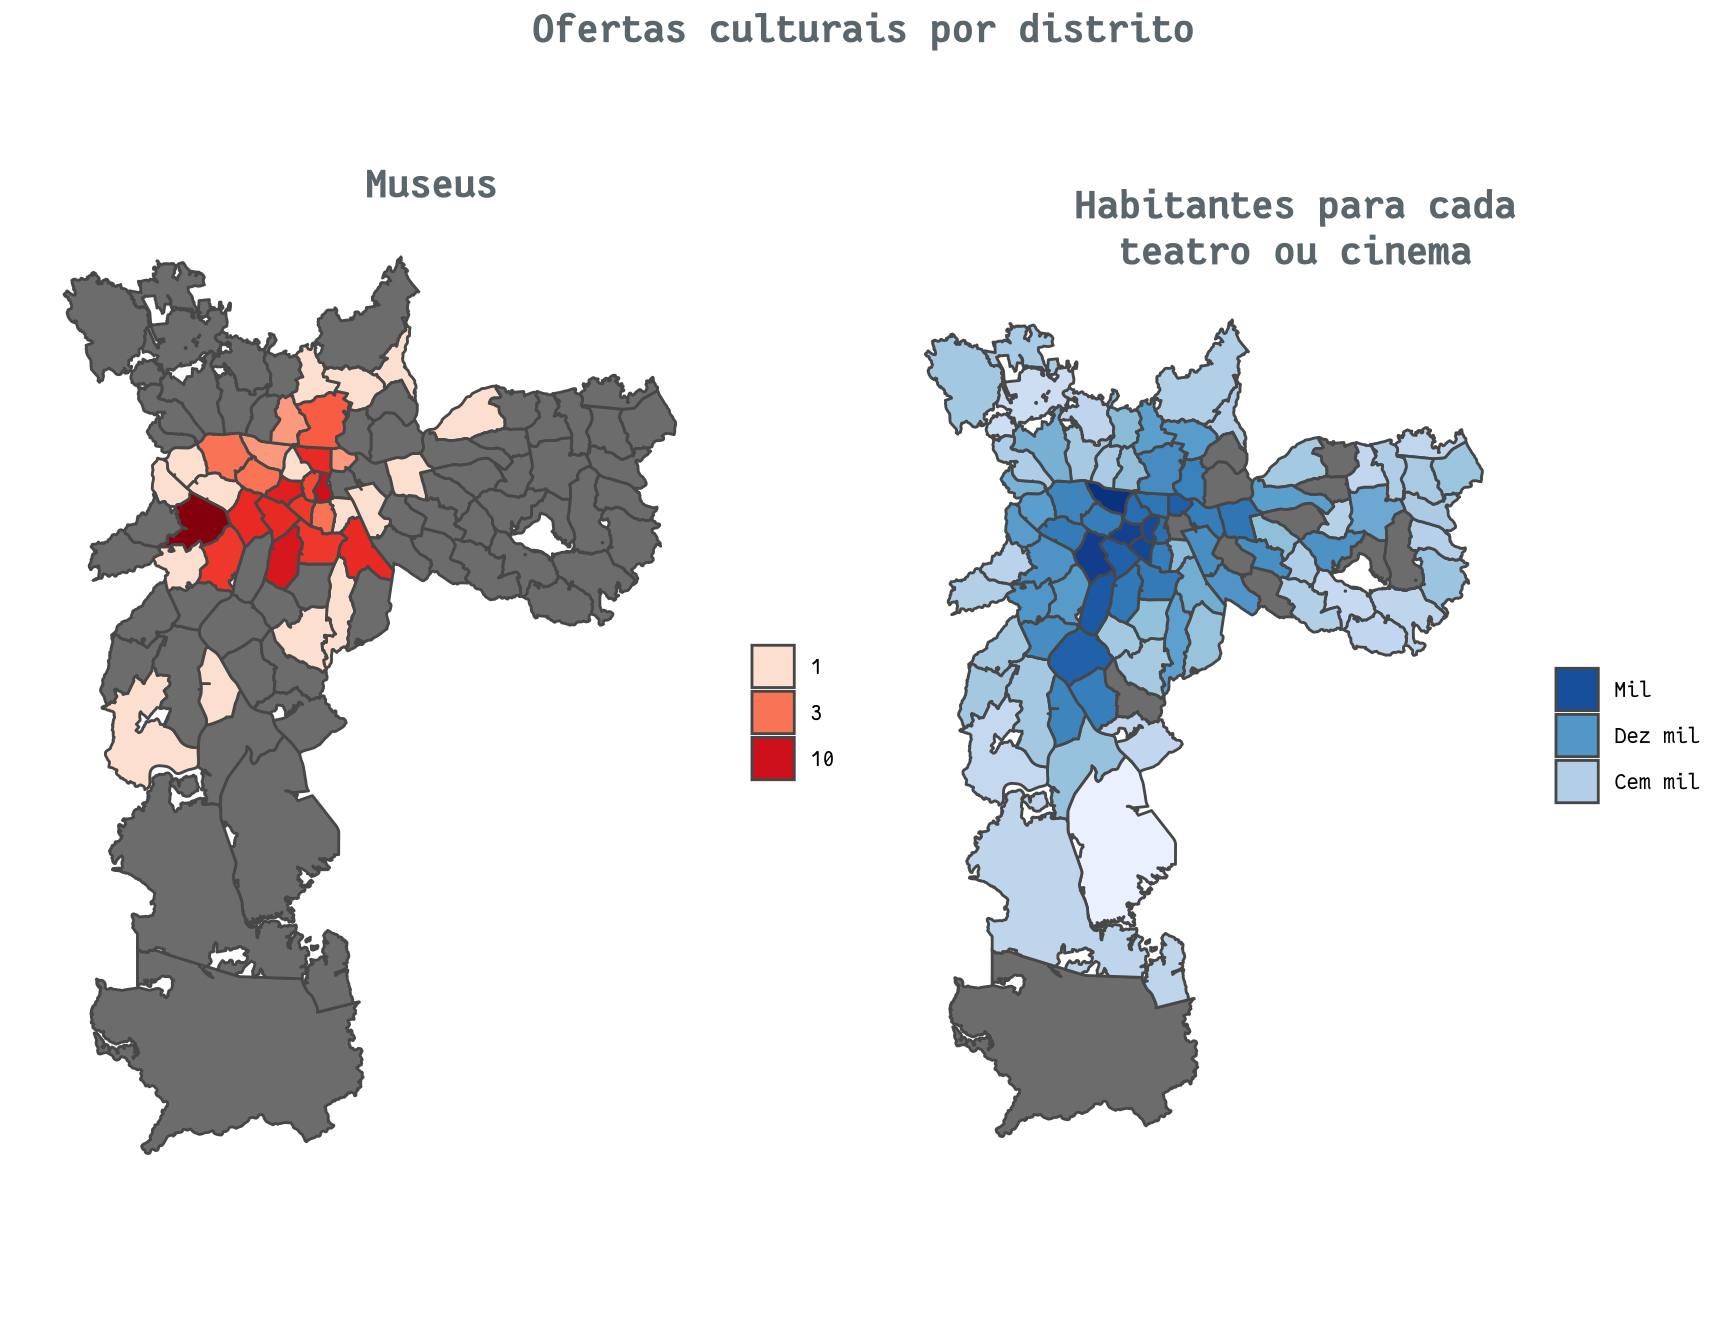 Ofertas culturais por distrito
Museus
Habitantes para cada
teatro ou cinema
1
3
10
Mil
Dez mil
Cem mil